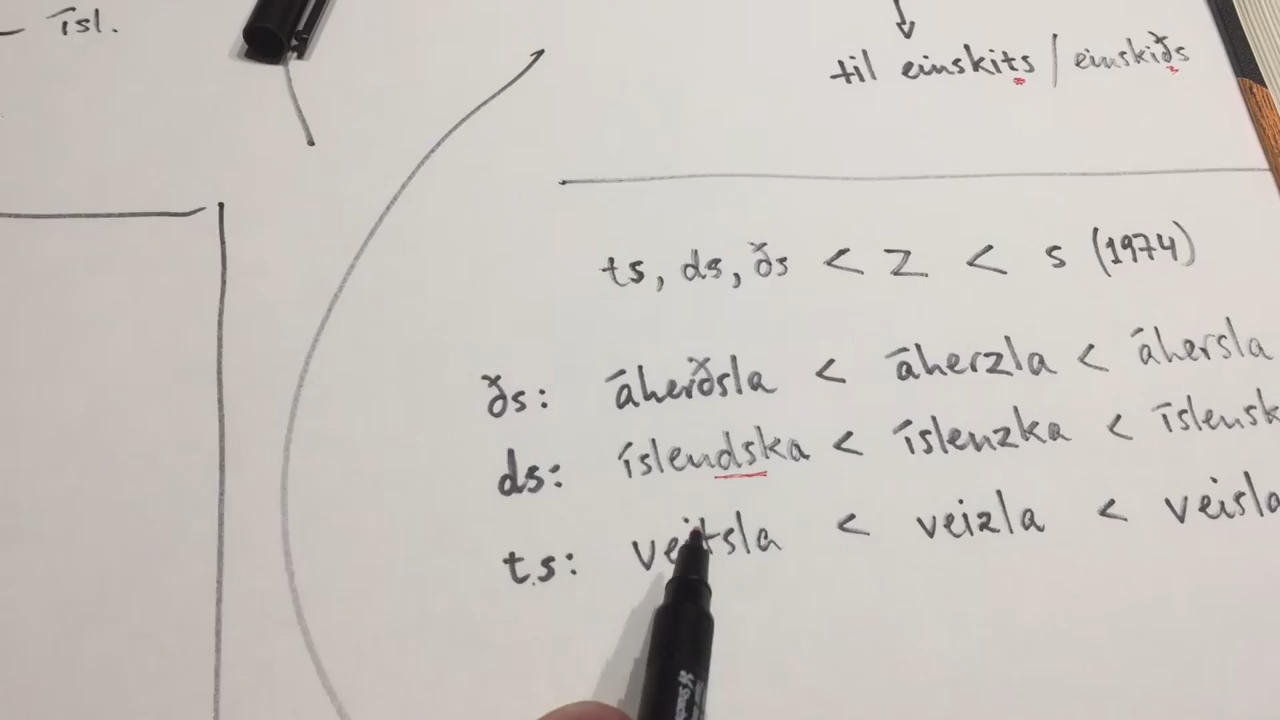 – ísl.
til einskits / einskiðs
ts, ds, ðs < z < s (1974)
ðs: áherðsla < áherzla < áhersla
ds: íslendska < íslenzka < íslensk
ts: veitsla < veizla < veisla